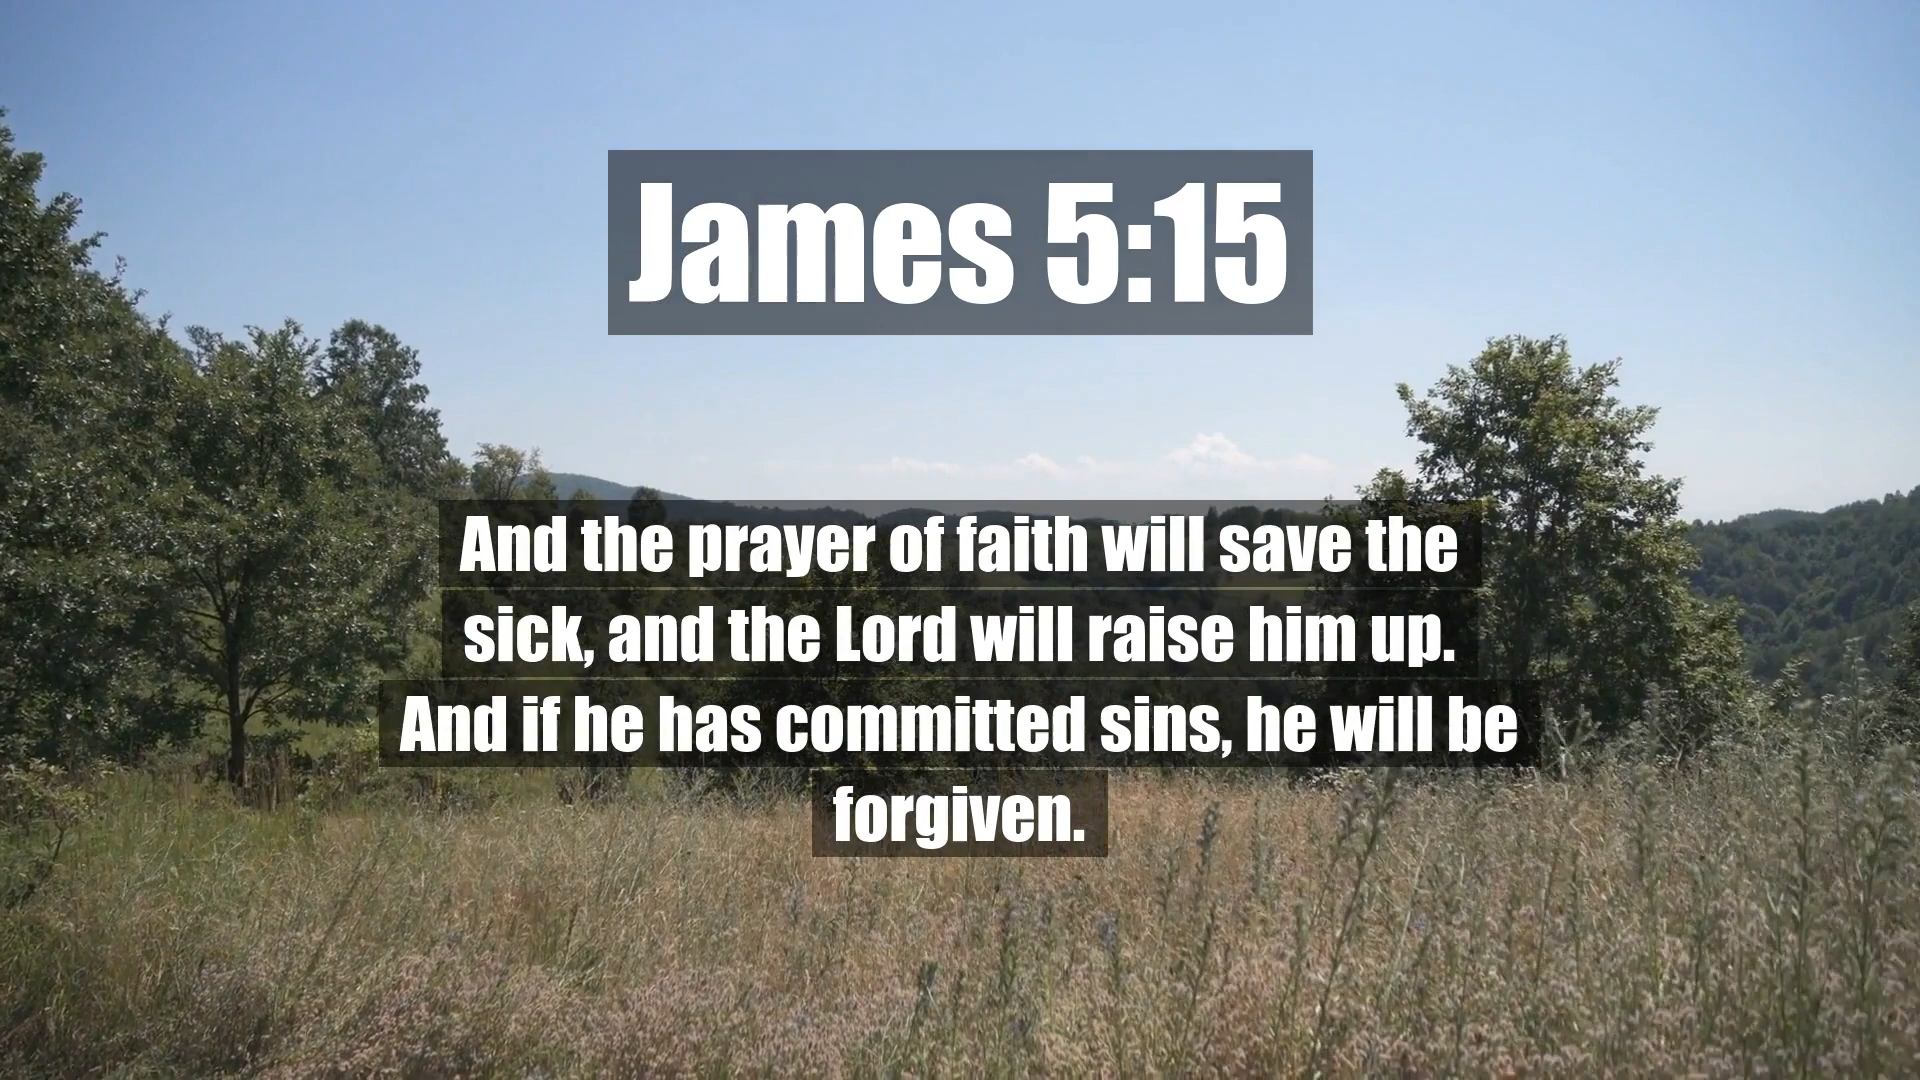 James 5:15
And the prayer of faith will save the
sick, and the Lord will raise him up.
And if he has committed sins, he will be
forgiven.